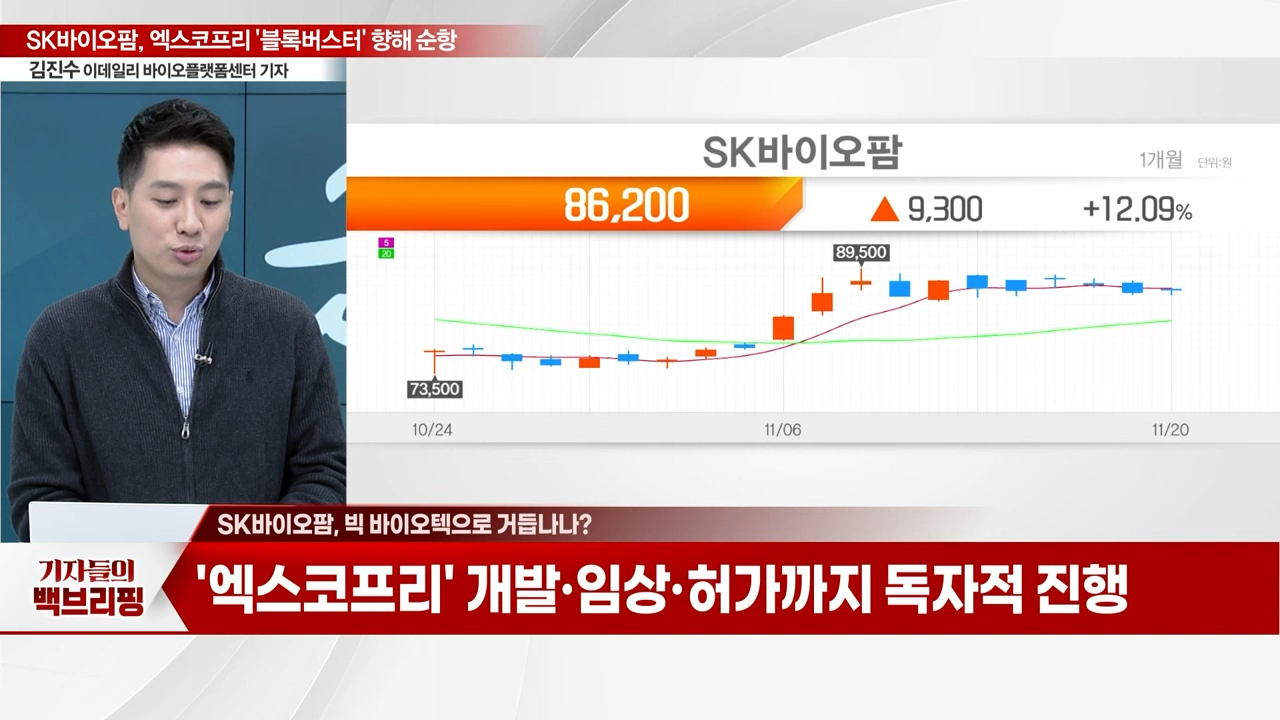 SK바이오팜, 엑스코프리 '블록버스터' 향해 순항
김진수 이데일리 바이오플랫폼센터 기자
SK바이오팜
1개월 단위:원
86,200 ▲ 9,300 +12.09%
5
20
89,500
73,500
10/24 11/06 11/20
SK바이오팜, 빅 바이오텍으로 거듭나나?
기자들의
백브리핑
'엑스코프리' 개발·임상·허가까지 독자적 진행